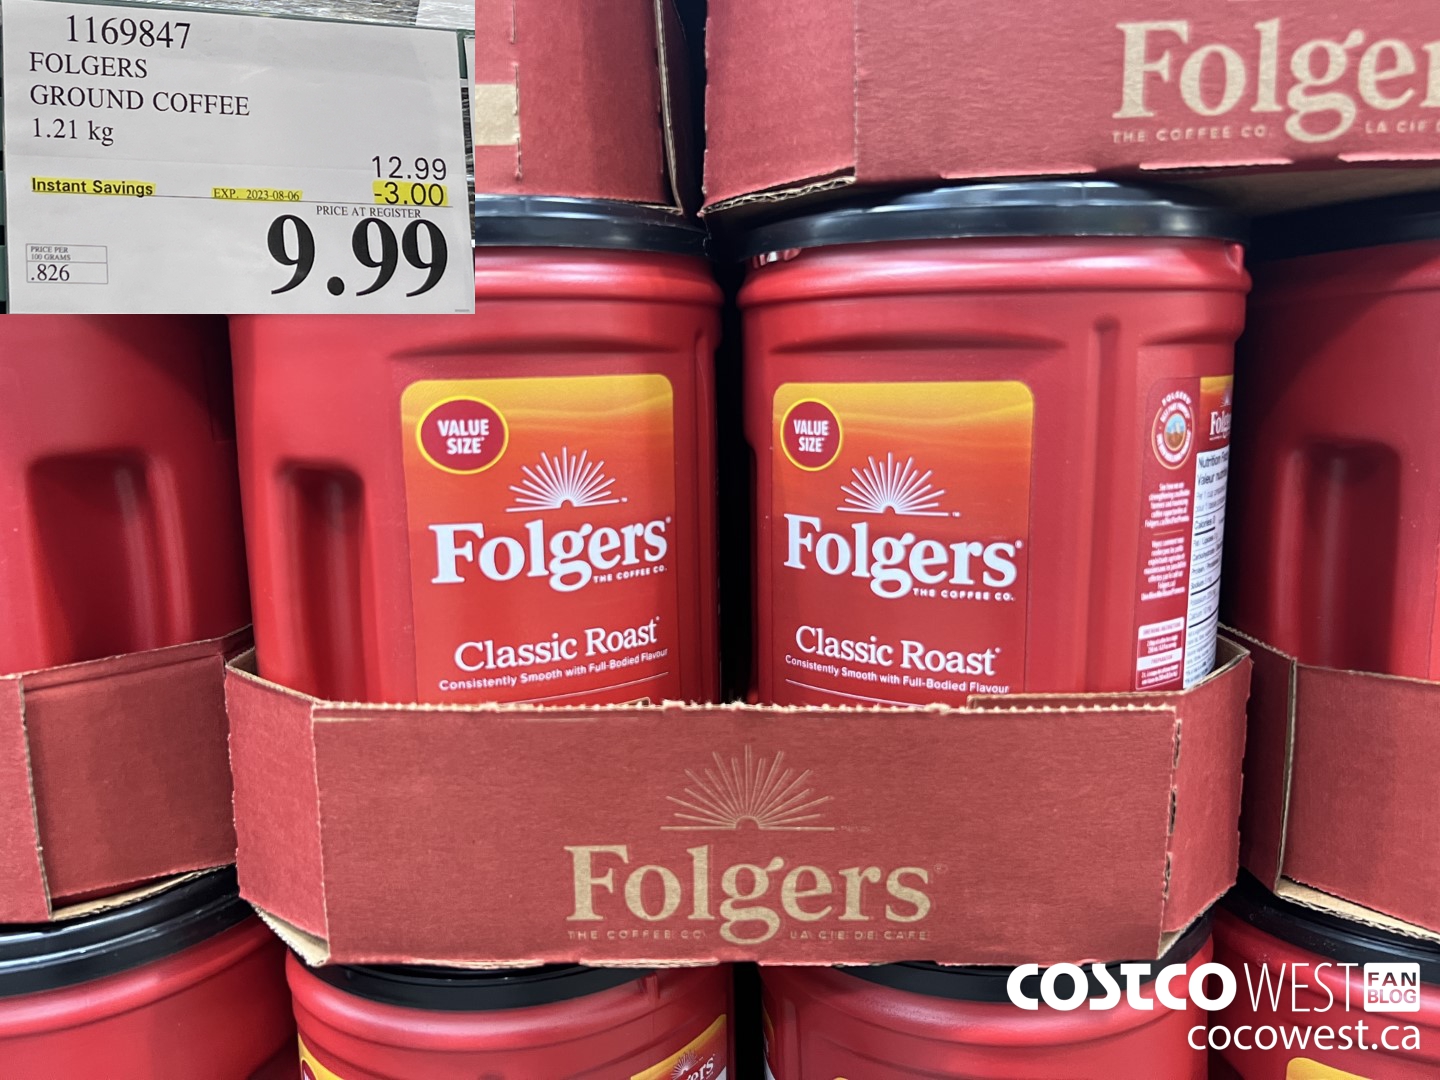 1169847
FOLGERS
GROUND COFFEE
1.21 kg
12.99
Instant Savings EXP. 2023-08-06 -3.00
PRICE AT REGISTER
9.99
PRICE PER
100 GRAMS
.826
Folger
THE COFFEE CO. LA CIE D
VALUE
SIZE*
Folgers
THE COFFEE CO.
Classic Roast
Consistently Smooth with Full-Bodied Flavour
VALUE
SIZE*
Folgers
THE COFFEE CO.
Classic Roast
Consistently Smooth with Full-Bodied Flavour
Folgers
THE COFFEE CO. LA CIE DE CAFÉ
COSTCO WEST FAN
BLOG
cocowest.ca